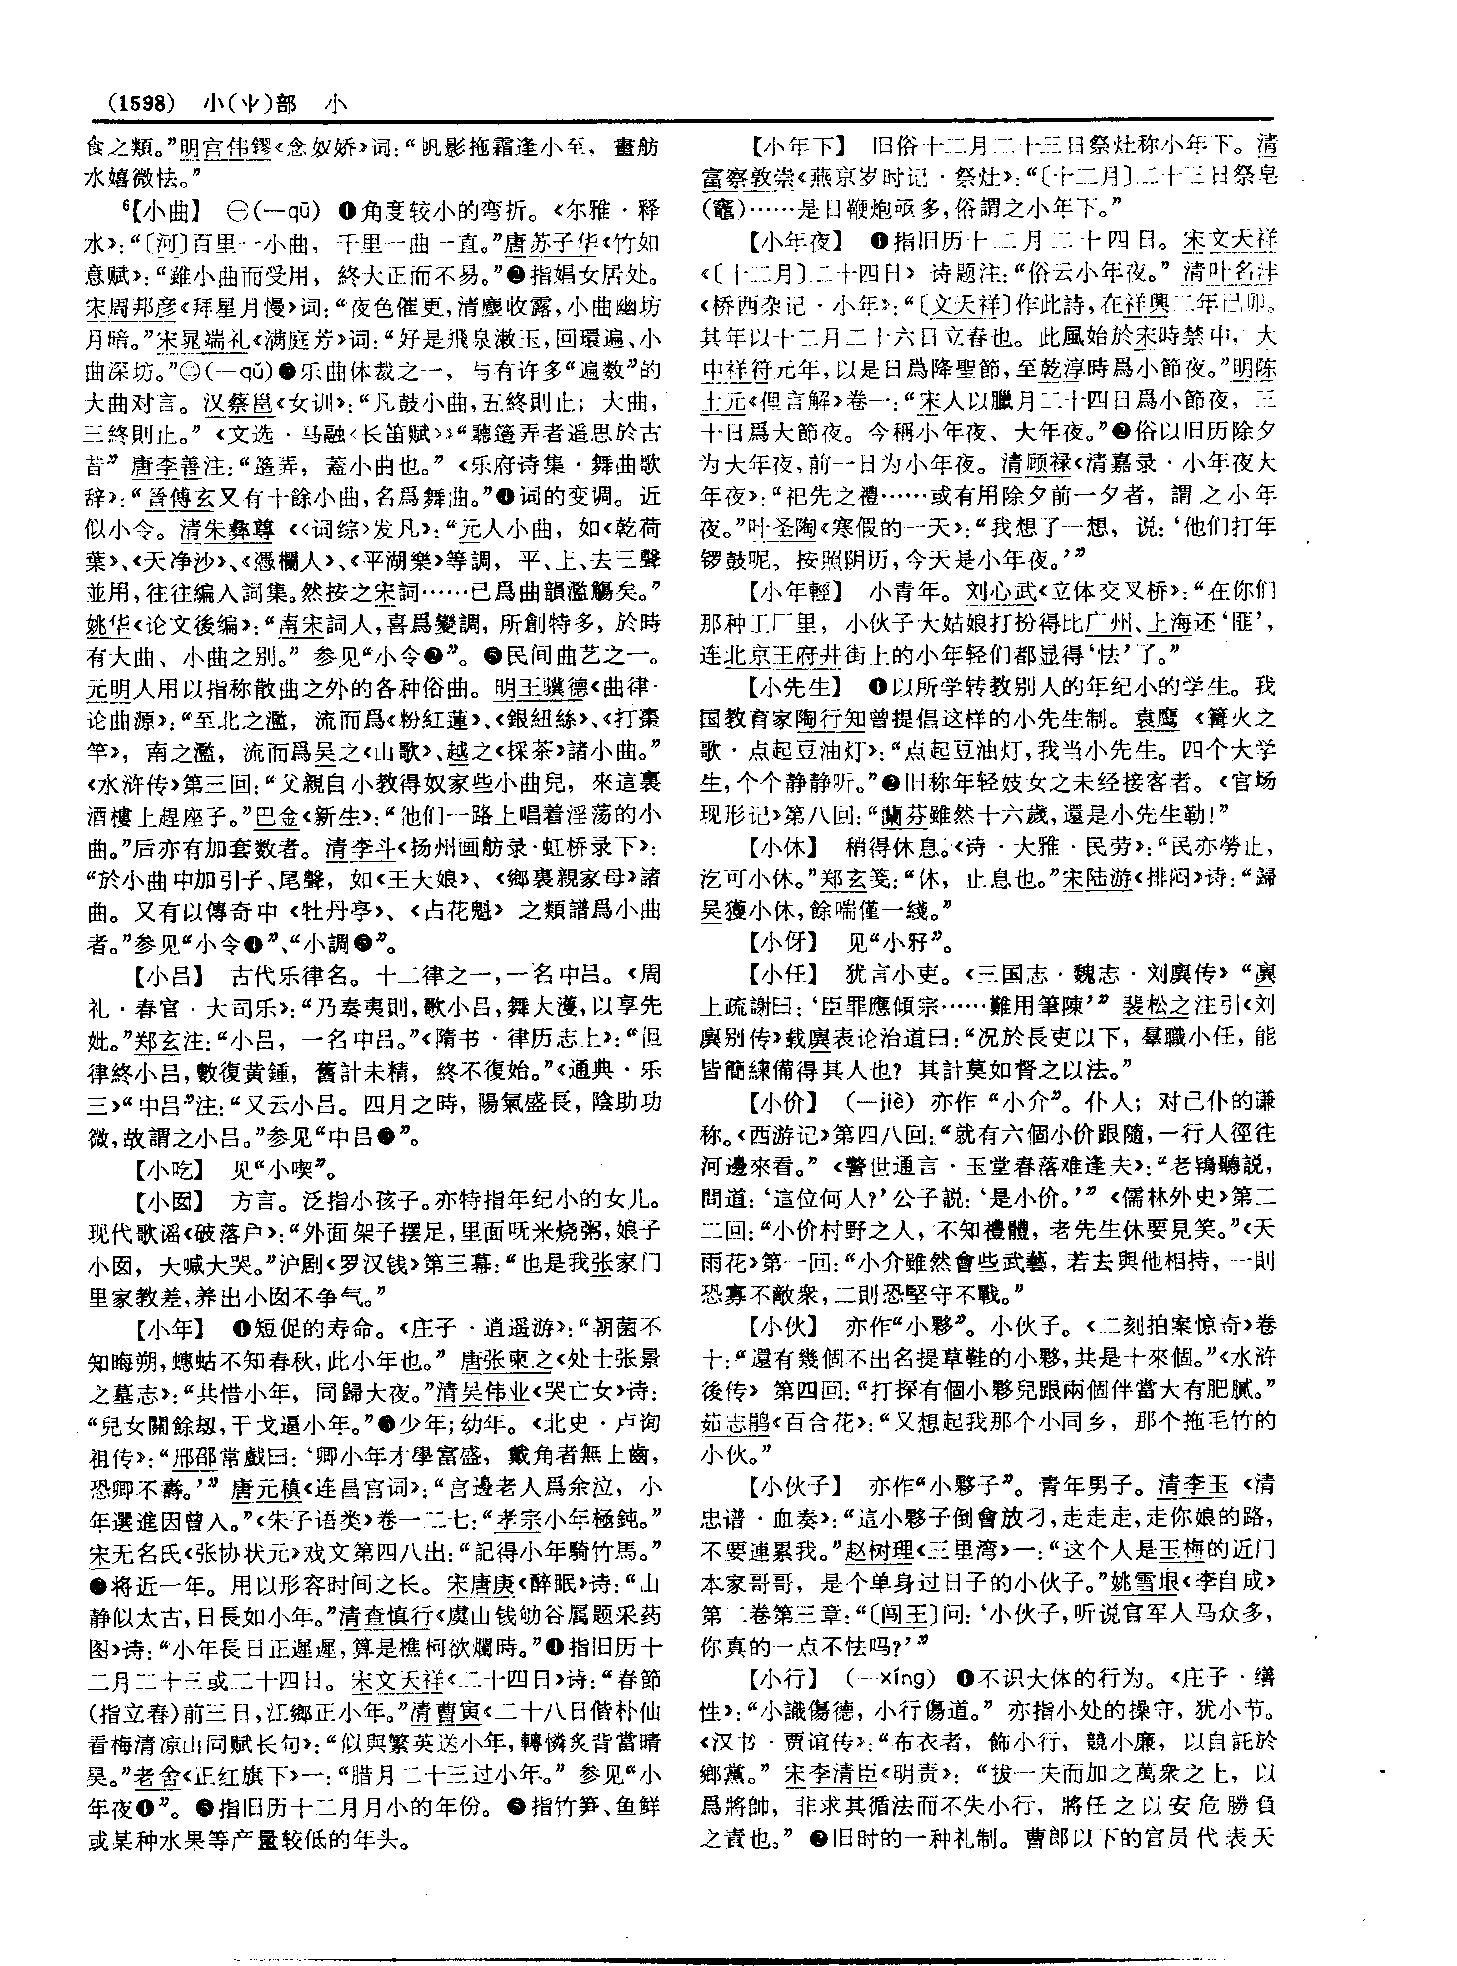 (1598) 小(⺌)部 小
食之類。”明宫伟镠《念奴娇》词：“帆影拖霜逢小至，畫舫
水嬉微怯。”
⁶【小曲】 ㊀(—qū) ❶角度较小的弯折。《尔雅·释
水》：“〔河〕百里一小曲，千里一曲一直。”唐苏子华《竹如
意赋》：“雖小曲而受用，終大正而不易。”❷指娼女居处。
宋周邦彦《拜星月慢》词：“夜色催更，清塵收露，小曲幽坊
月暗。”宋晁端礼《满庭芳》词：“好是飛泉漱玉，回環遍、小
曲深坊。”㊁(—qǔ)❸乐曲体裁之一，与有许多“遍数”的
大曲对言。汉蔡邕《女训》：“凡鼓小曲，五終則止；大曲，
三終則止。”《文选·马融〈长笛赋〉》：“聽簉弄者遥思於古
昔” 唐李善注：“簉弄，蓋小曲也。”《乐府诗集·舞曲歌
辞》：“晉傅玄又有十餘小曲，名爲舞曲。”❹词的变调。近
似小令。清朱彝尊《〈词综〉发凡》：“元人小曲，如《乾荷
葉》、《天净沙》、《憑欄人》、《平湖樂》等調，平、上、去三聲
並用，往往编入詞集。然按之宋詞……已爲曲韻濫觴矣。”
姚华《论文後编》：“南宋詞人，喜爲變調，所創特多，於時
有大曲、小曲之别。”参见“小令❷”。❺民间曲艺之一。
元明人用以指称散曲之外的各种俗曲。明王骥德《曲律·
论曲源》：“至北之濫，流而爲《粉紅蓮》、《銀紐絲》、《打棗
竿》，南之濫，流而爲吴之《山歌》、越之《採茶》諸小曲。”
《水浒传》第三回：“父親自小教得奴家些小曲兒，來這裏
酒樓上趕座子。”巴金《新生》：“他们一路上唱着淫荡的小
曲。”后亦有加套数者。清李斗《扬州画舫录·虹桥录下》：
“於小曲中加引子、尾聲，如《王大娘》、《鄉裏親家母》諸
曲。又有以傳奇中《牡丹亭》、《占花魁》之類譜爲小曲
者。”参见“小令❶”、“小調❺”。
【小吕】 古代乐律名。十二律之一，一名中吕。《周
礼·春官·大司乐》：“乃奏夷則，歌小吕，舞大濩，以享先
妣。”郑玄注：“小吕，一名中吕。”《隋书·律历志上》：“但
律終小吕，數復黄鍾，舊計未精，終不復始。”《通典·乐
三》“中吕”注：“又云小吕。四月之時，陽氣盛長，陰助功
微，故謂之小吕。”参见“中吕❶”。
【小吃】 见“小喫”。
【小囡】 方言。泛指小孩子。亦特指年纪小的女儿。
现代歌谣《破落户》：“外面架子摆足，里面呒米烧粥，娘子
小囡，大喊大哭。”沪剧《罗汉钱》第三幕：“也是我张家门
里家教差，养出小囡不争气。”
【小年】 ❶短促的寿命。《庄子·逍遥游》：“朝菌不
知晦朔，蟪蛄不知春秋，此小年也。”唐张柬之《处士张景
之墓志》：“共惜小年，同歸大夜。”清吴伟业《哭亡女》诗：
“兒女關餘劫，干戈逼小年。”❷少年；幼年。《北史·卢询
祖传》：“邢邵常戲曰：‘卿小年才學富盛，戴角者無上齒，
恐卿不壽。’”唐元稹《连昌宫词》：“宫邊老人爲余泣，小
年選進因曾入。”《朱子语类》卷一二七：“孝宗小年極鈍。”
宋无名氏《张协状元》戏文第四八出：“記得小年騎竹馬。”
❸将近一年。用以形容时间之长。宋唐庚《醉眠》诗：“山
静似太古，日長如小年。”清查慎行《虞山钱劬谷属题采药
图》诗：“小年長日正遲遲，算是樵柯欲爛時。”❹指旧历十
二月二十三或二十四日。宋文天祥《二十四日》诗：“春節
(指立春)前三日，江鄉正小年。”清曹寅《二十八日偕朴仙
看梅清凉山同赋长句》：“似與繁英送小年，轉憐炙背當晴
昊。”老舍《正红旗下》一：“腊月二十三过小年。”参见“小
年夜❶”。❺指旧历十二月月小的年份。❻指竹笋、鱼鲜
或某种水果等产量较低的年头。
【小年下】 旧俗十二月二十三日祭灶称小年下。清
富察敦崇《燕京岁时记·祭灶》：“〔十二月〕二十三日祭皂
(竈)……是日鞭炮极多，俗謂之小年下。”
【小年夜】 ❶指旧历十二月二十四日。宋文天祥
《〔十二月〕二十四日》诗题注：“俗云小年夜。”清叶名沣
《桥西杂记·小年》：“〔文天祥〕作此詩，在祥興二年己卯。
其年以十二月二十六日立春也。此風始於宋時禁中，大
中祥符元年，以是日爲降聖節，至乾淳時爲小節夜。”明陈
士元《俚言解》卷一：“宋人以臘月二十四日爲小節夜，三
十日爲大節夜。今稱小年夜、大年夜。”❷俗以旧历除夕
为大年夜，前一日为小年夜。清顾禄《清嘉录·小年夜大
年夜》：“祀先之禮……或有用除夕前一夕者，謂之小年
夜。”叶圣陶《寒假的一天》：“我想了一想，说：‘他们打年
锣鼓呢，按照阴历，今天是小年夜。’”
【小年輕】 小青年。刘心武《立体交叉桥》：“在你们
那种工厂里，小伙子大姑娘打扮得比广州、上海还‘匪’，
连北京王府井街上的小年轻们都显得‘怯’了。”
【小先生】 ❶以所学转教别人的年纪小的学生。我
国教育家陶行知曾提倡这样的小先生制。袁鹰《篝火之
歌·点起豆油灯》：“点起豆油灯，我当小先生。四个大学
生，个个静静听。”❷旧称年轻妓女之未经接客者。《官场
现形记》第八回：“蘭芬雖然十六歲，還是小先生勒！”
【小休】 稍得休息。《诗·大雅·民劳》：“民亦勞止，
汔可小休。”郑玄笺：“休，止息也。”宋陆游《排闷》诗：“歸
吴獲小休，餘喘僅一綫。”
【小伢】 见“小犽”。
【小任】 犹言小吏。《三国志·魏志·刘廙传》“廙
上疏謝曰：‘臣罪應傾宗……難用筆陳’” 裴松之注引《刘
廙别传》载廙表论治道曰：“况於長吏以下，羣職小任，能
皆簡練備得其人也？其計莫如督之以法。”
【小价】 (—jiè) 亦作“小介”。仆人；对己仆的谦
称。《西游记》第四八回：“就有六個小价跟隨，一行人徑往
河邊來看。”《警世通言·玉堂春落难逢夫》：“老鴇聽説，
問道：‘這位何人？’公子説：‘是小价。’”《儒林外史》第二
二回：“小价村野之人，不知禮體，老先生休要見笑。”《天
雨花》第一回：“小介雖然會些武藝，若去與他相持，一則
恐寡不敵衆，二則恐堅守不戰。”
【小伙】 亦作“小夥”。小伙子。《二刻拍案惊奇》卷
十：“還有幾個不出名提草鞋的小夥，共是十來個。”《水浒
後传》第四回：“打探有個小夥兒跟兩個伴當大有肥膩。”
茹志鹃《百合花》：“又想起我那个小同乡，那个拖毛竹的
小伙。”
【小伙子】 亦作“小夥子”。青年男子。清李玉《清
忠谱·血奏》：“這小夥子倒會放刁，走走走，走你娘的路，
不要連累我。”赵树理《三里湾》一：“这个人是玉梅的近门
本家哥哥，是个单身过日子的小伙子。”姚雪垠《李自成》
第二卷第三章：“〔闯王〕问：‘小伙子，听说官军人马众多，
你真的一点不怯吗？’”
【小行】 (—xíng) ❶不识大体的行为。《庄子·缮
性》：“小識傷德，小行傷道。”亦指小处的操守，犹小节。
《汉书·贾谊传》：“布衣者，飾小行，競小廉，以自託於
鄉黨。”宋李清臣《明责》：“拔一夫而加之萬衆之上，以
爲將帥，非求其循法而不失小行，將任之以安危勝負
之責也。”❷旧时的一种礼制。曹郎以下的官员代表天